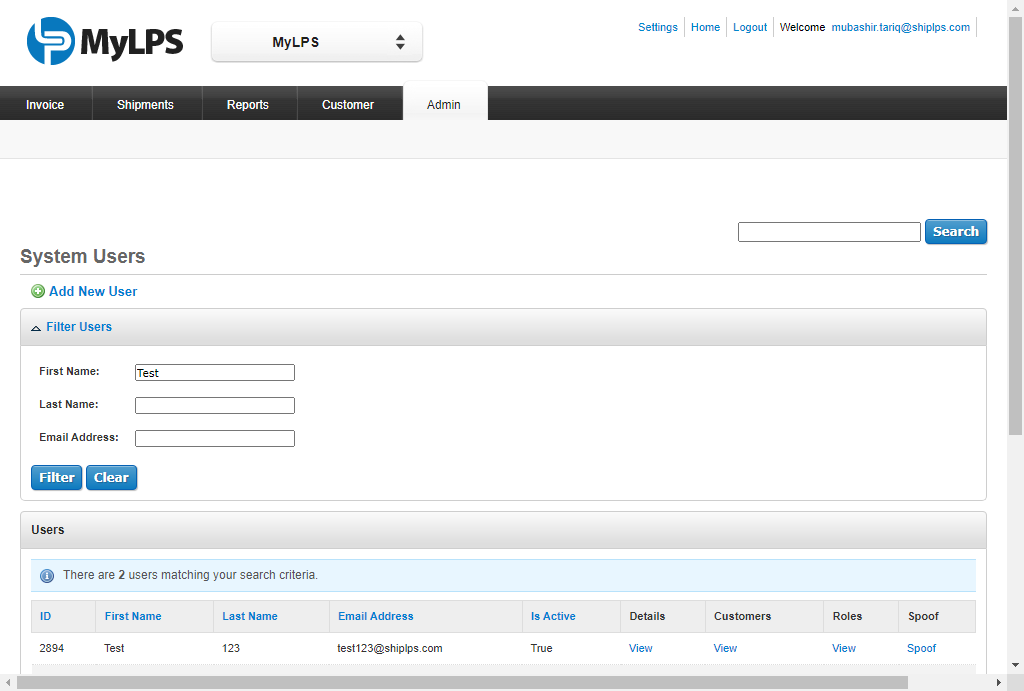 MyLPS
MyLPS
Settings Home Logout Welcome mubashir.tariq@shiplps.com
Invoice Shipments Reports Customer Admin
Search
System Users
Add New User
Filter Users
First Name: Test
Last Name:
Email Address:
Filter Clear
Users
There are 2 users matching your search criteria.
ID First Name Last Name Email Address Is Active Details Customers Roles Spoof
2894 Test 123 test123@shiplps.com True View View View Spoof